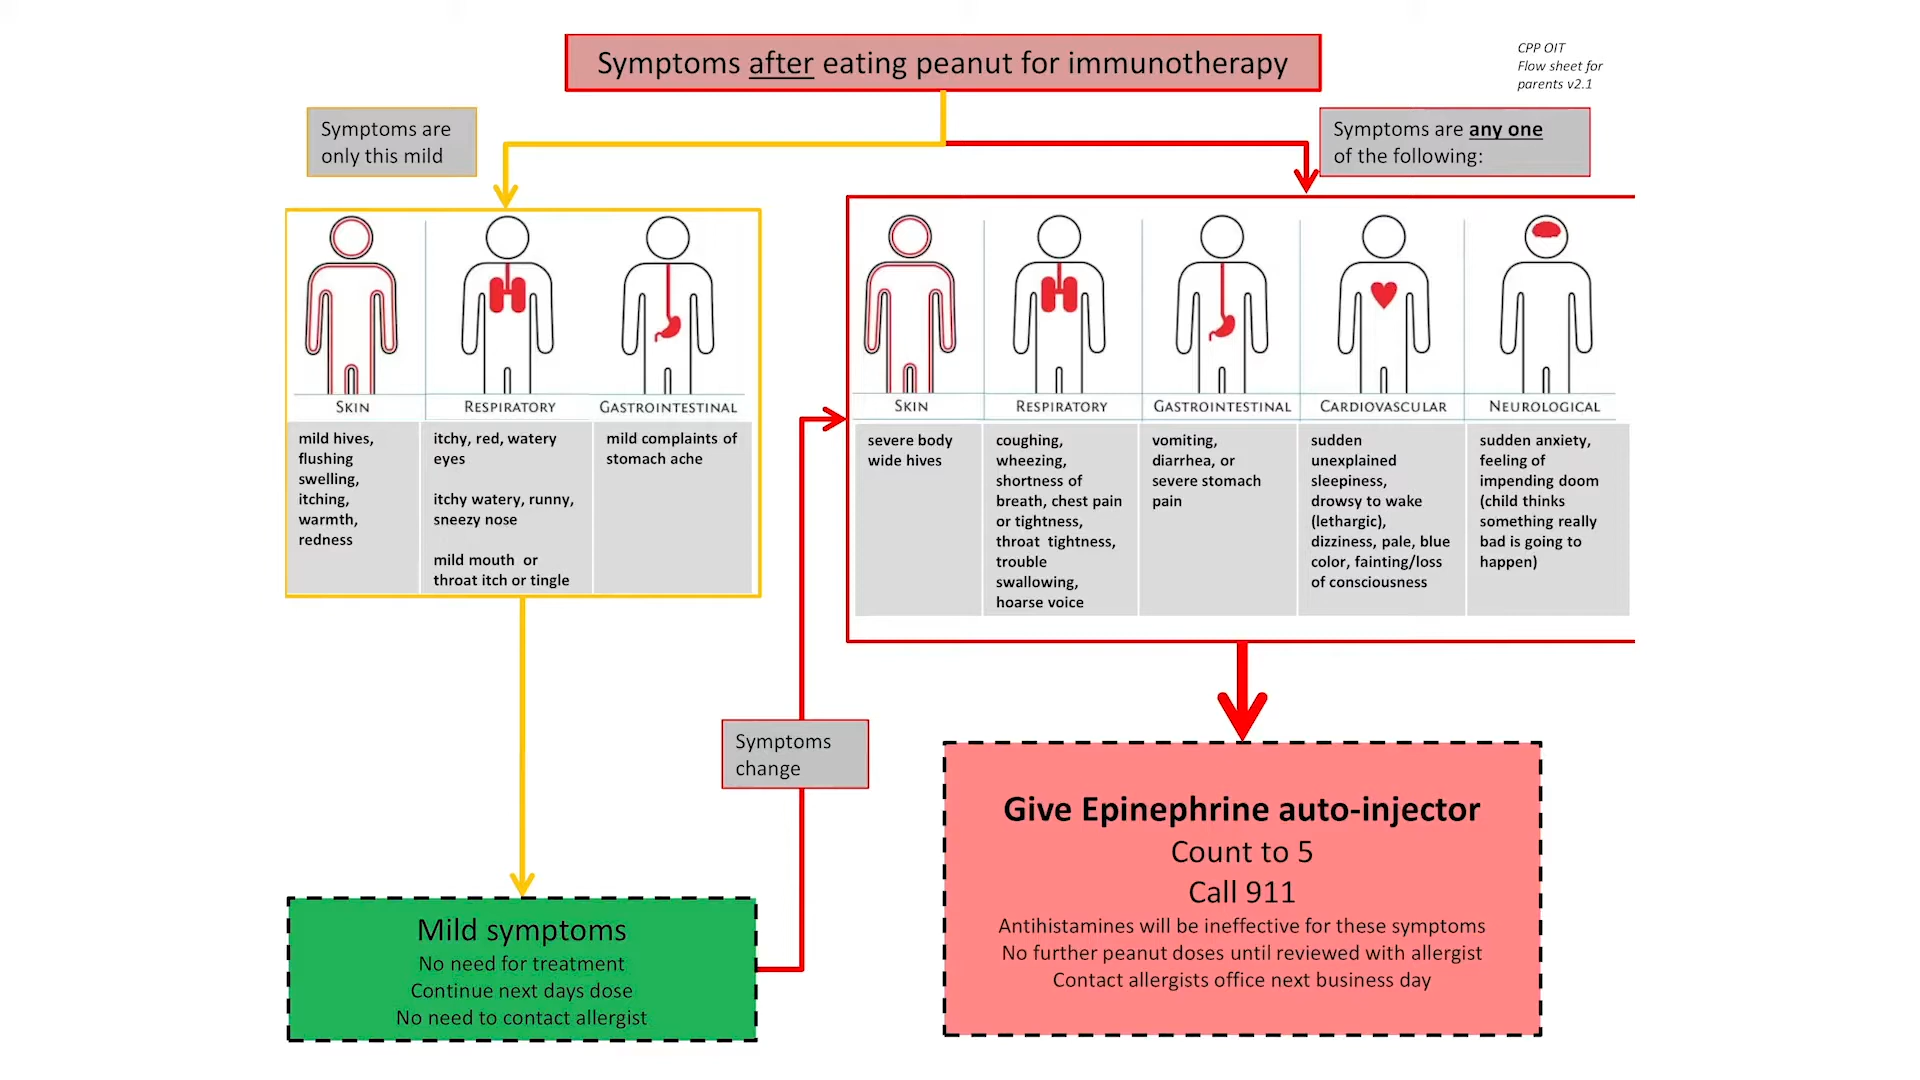 Symptoms after eating peanut for immunotherapy
CPP OIT
Flow sheet for
parents v2.1
Symptoms are
only this mild
Symptoms are any one
of the following:
SKIN
RESPIRATORY
GASTROINTESTINAL
mild hives,
flushing
swelling,
itching,
warmth,
redness
itchy, red, watery
eyes
itchy watery, runny,
sneezy nose
mild mouth or
throat itch or tingle
mild complaints of
stomach ache
SKIN
RESPIRATORY
GASTROINTESTINAL
CARDIOVASCULAR
NEUROLOGICAL
severe body
wide hives
coughing,
wheezing,
shortness of
breath, chest pain
or tightness,
throat tightness,
trouble
swallowing,
hoarse voice
vomiting,
diarrhea, or
severe stomach
pain
sudden
unexplained
sleepiness,
drowsy to wake
(lethargic),
dizziness, pale, blue
color, fainting/loss
of consciousness
sudden anxiety,
feeling of
impending doom
(child thinks
something really
bad is going to
happen)
Symptoms
change
Mild symptoms
No need for treatment
Continue next days dose
No need to contact allergist
Give Epinephrine auto-injector
Count to 5
Call 911
Antihistamines will be ineffective for these symptoms
No further peanut doses until reviewed with allergist
Contact allergists office next business day